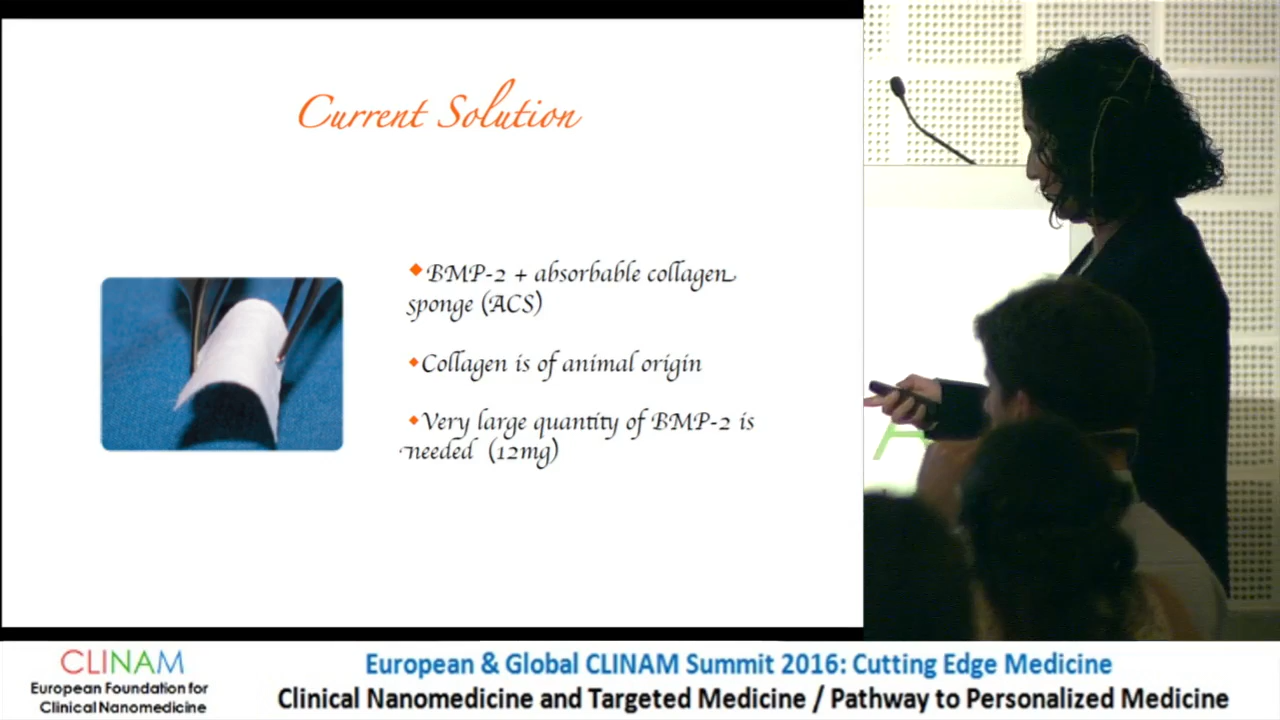 Current Solution
◆BMP-2 + absorbable collagen
sponge (ACS)
◆Collagen is of animal origin
◆Very large quantity of BMP-2 is
needed (12mg)
CLINAM
European Foundation for
Clinical Nanomedicine
European & Global CLINAM Summit 2016: Cutting Edge Medicine
Clinical Nanomedicine and Targeted Medicine / Pathway to Personalized Medicine